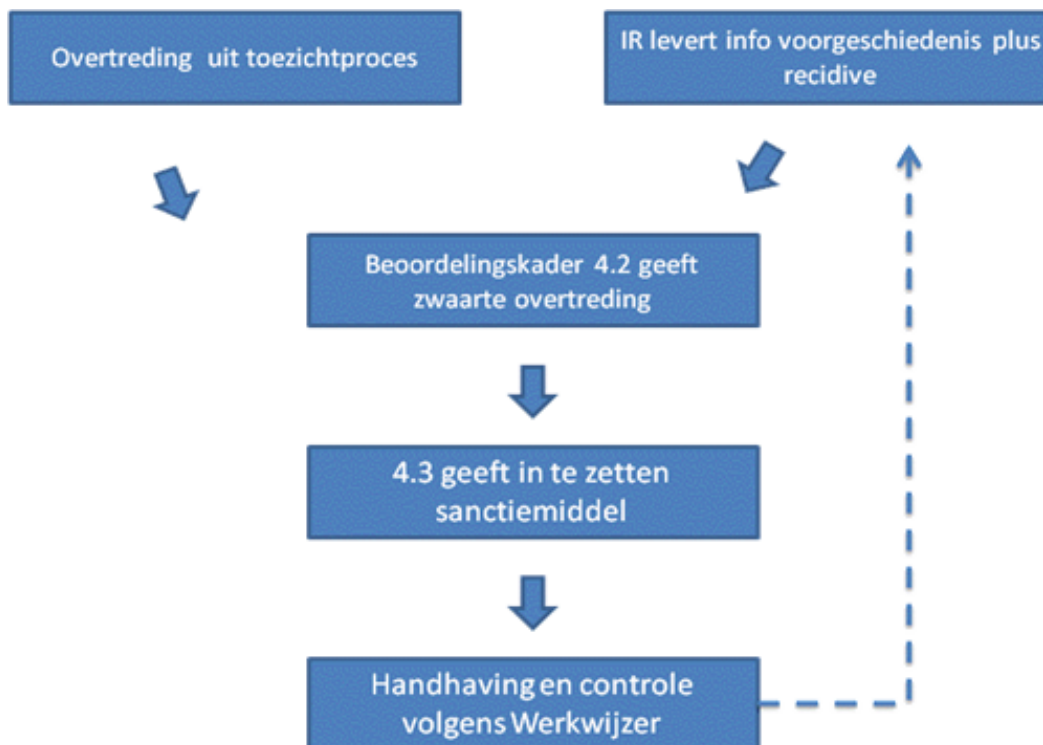 Overtreding uit toezichtproces
IR levert info voorgeschiedenis plus
recidive
Beoordelingskader 4.2 geeft
zwaarte overtreding
4.3 geeft in te zetten
sanctiemiddel
Handhaving en controle
volgens Werkwijzer